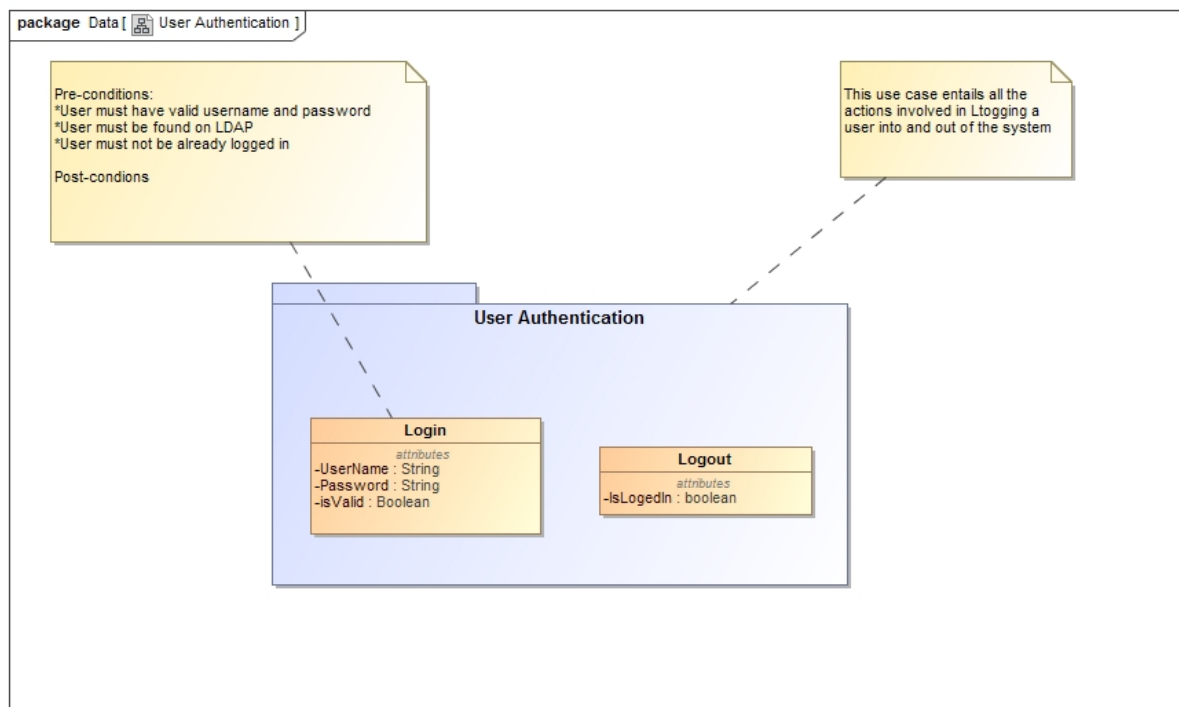 package Data [ User Authentication ]
Pre-conditions:
*User must have valid username and password
*User must be found on LDAP
*User must not be already logged in
Post-condions
This use case entails all the
actions involved in Ltogging a
user into and out of the system
User Authentication
Login
attributes
-UserName : String
-Password : String
-isValid : Boolean
Logout
attributes
-IsLogedIn : boolean